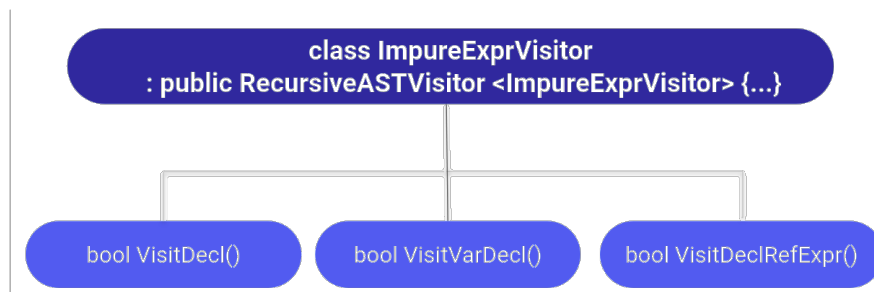 class ImpureExprVisitor
: public RecursiveASTVisitor <ImpureExprVisitor> {...}
bool VisitDecl()
bool VisitVarDecl()
bool VisitDeclRefExpr()